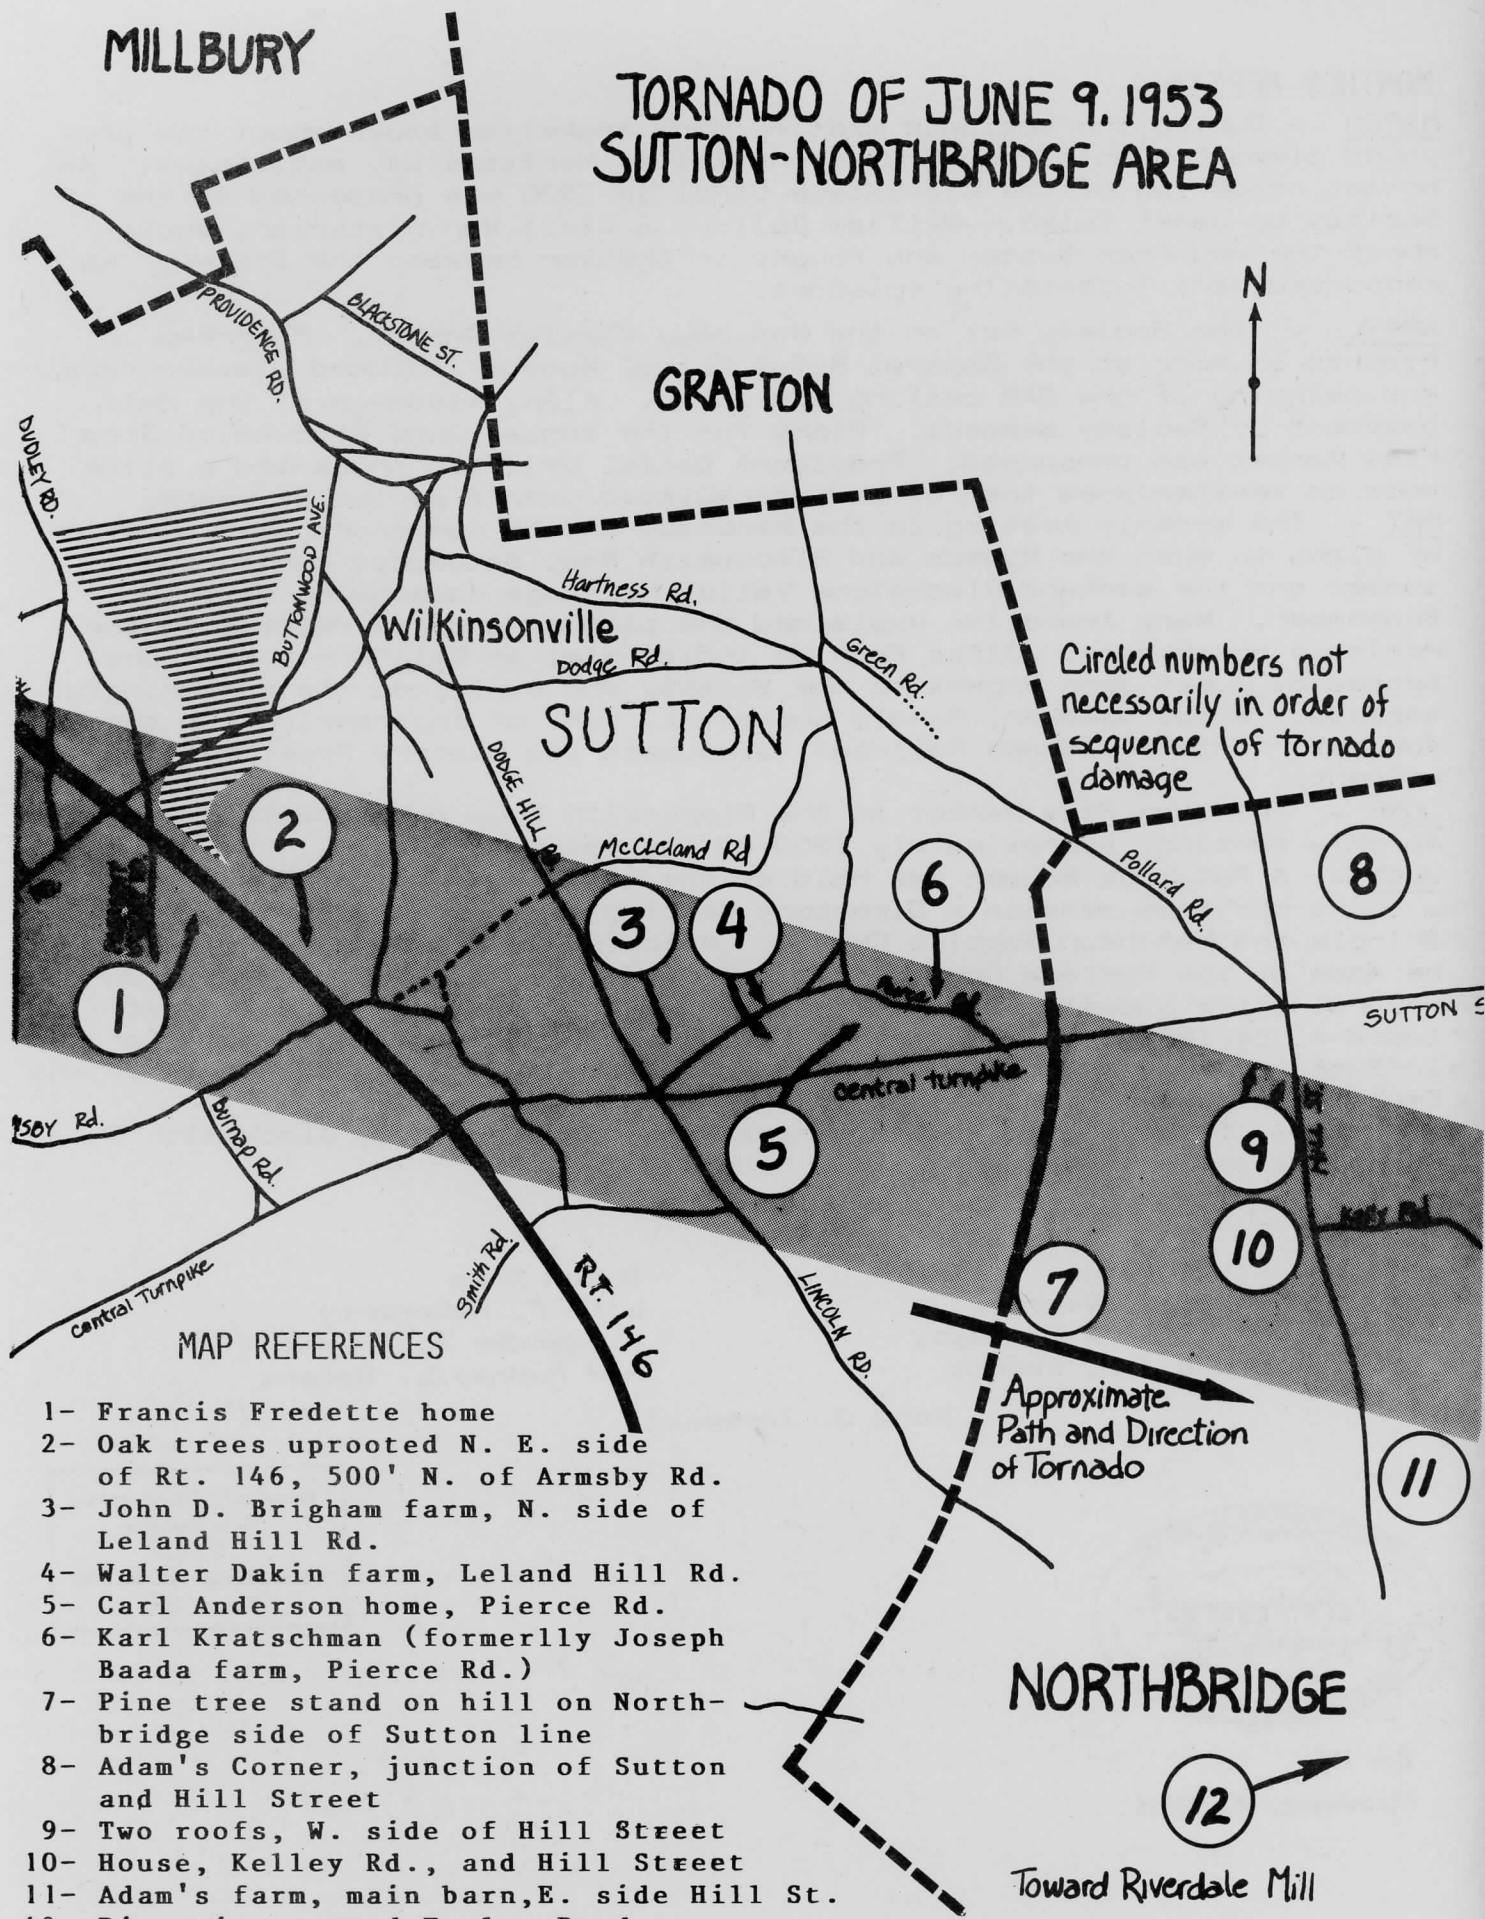 MILLBURY
TORNADO OF JUNE 9, 1953
SUTTON-NORTHBRIDGE AREA
N
PROVIDENCE RD.
BLACKSTONE ST.
GRAFTON
DUDLEY RD.
BUTTONWOOD AVE.
Hartness Rd.
Wilkinsonville
Dodge Rd.
Green Rd.
SUTTON
Circled numbers not
necessarily in order of
sequence of tornado
damage
DODGE HILL RD.
McCleland Rd
Pollard Rd.
2
6
8
3
4
1
Rd.
SUTTON S
Central Turnpike
5
9
HILL ST
10
Kelly Rd
SBY Rd.
Burnap Rd.
Central Turnpike
Smith Rd.
RT. 146
LINCOLN RD.
7
Approximate
Path and Direction
of Tornado
11
MAP REFERENCES
1- Francis Fredette home
2- Oak trees uprooted N. E. side
of Rt. 146, 500' N. of Armsby Rd.
3- John D. Brigham farm, N. side of
Leland Hill Rd.
4- Walter Dakin farm, Leland Hill Rd.
5- Carl Anderson home, Pierce Rd.
6- Karl Kratschman (formerlly Joseph
Baada farm, Pierce Rd.)
7- Pine tree stand on hill on North-
bridge side of Sutton line
8- Adam's Corner, junction of Sutton
and Hill Street
9- Two roofs, W. side of Hill Street
10- House, Kelley Rd., and Hill Street
11- Adam's farm, main barn,E. side Hill St.
NORTHBRIDGE
12
Toward Riverdale Mill